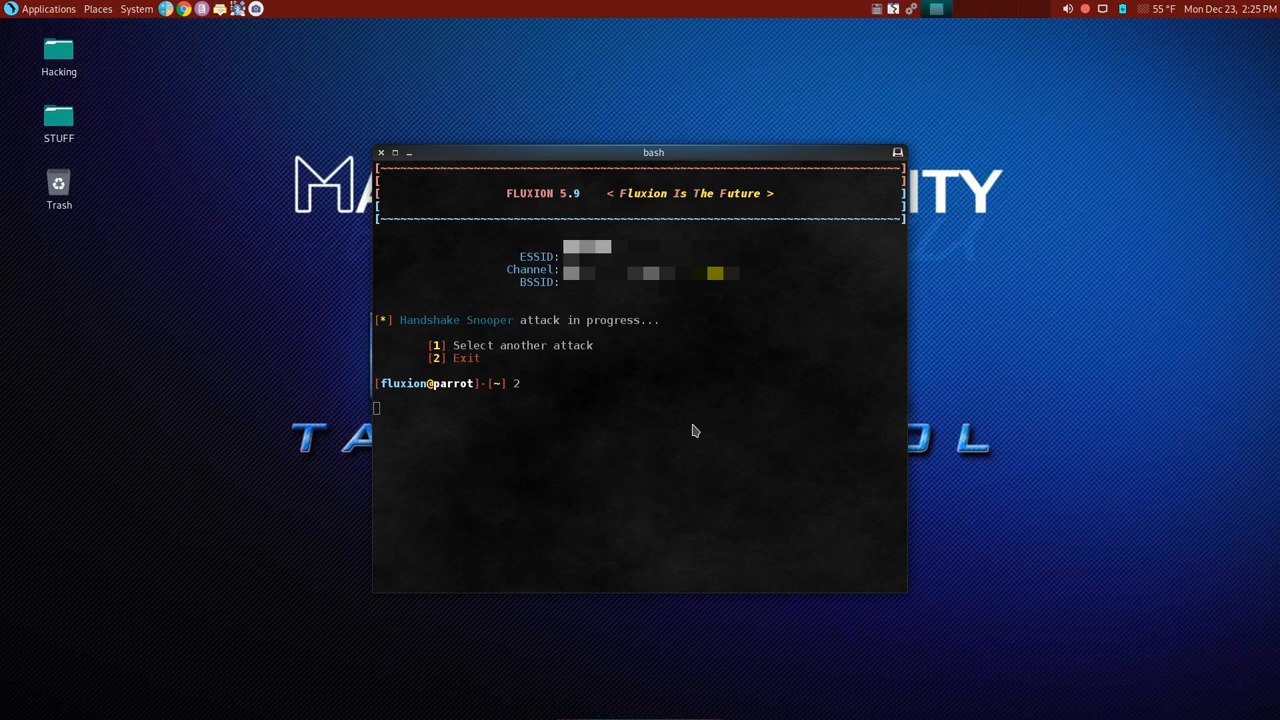 Applications Places System 55 °F Mon Dec 23, 2:25 PM
Hacking
STUFF
Trash
bash
[~~~~~~~~~~~~~~~~~~~~~~~~~~~~~~~~~~~~~~~~~~~~~~~~~~~~~~~~~~~~~~~~~~~~~~~~~~~~~~]
[ ]
[ FLUXION 5.9 < Fluxion Is The Future > ]
[ ]
[~~~~~~~~~~~~~~~~~~~~~~~~~~~~~~~~~~~~~~~~~~~~~~~~~~~~~~~~~~~~~~~~~~~~~~~~~~~~~~]
ESSID:
Channel:
BSSID:
[*] Handshake Snooper attack in progress...
[1] Select another attack
[2] Exit
[fluxion@parrot]-[~] 2
ITY